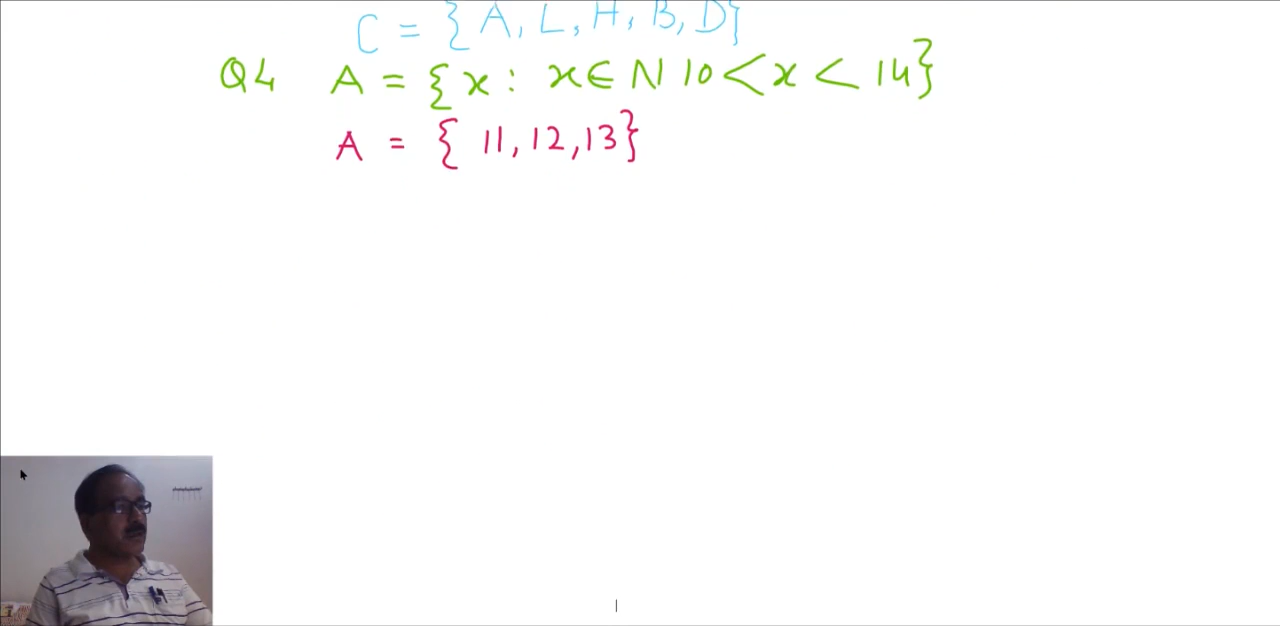 C = {A, L, H, B, D}
Q4 A = {x : x∈N 10 < x < 14}
A = { 11, 12, 13}